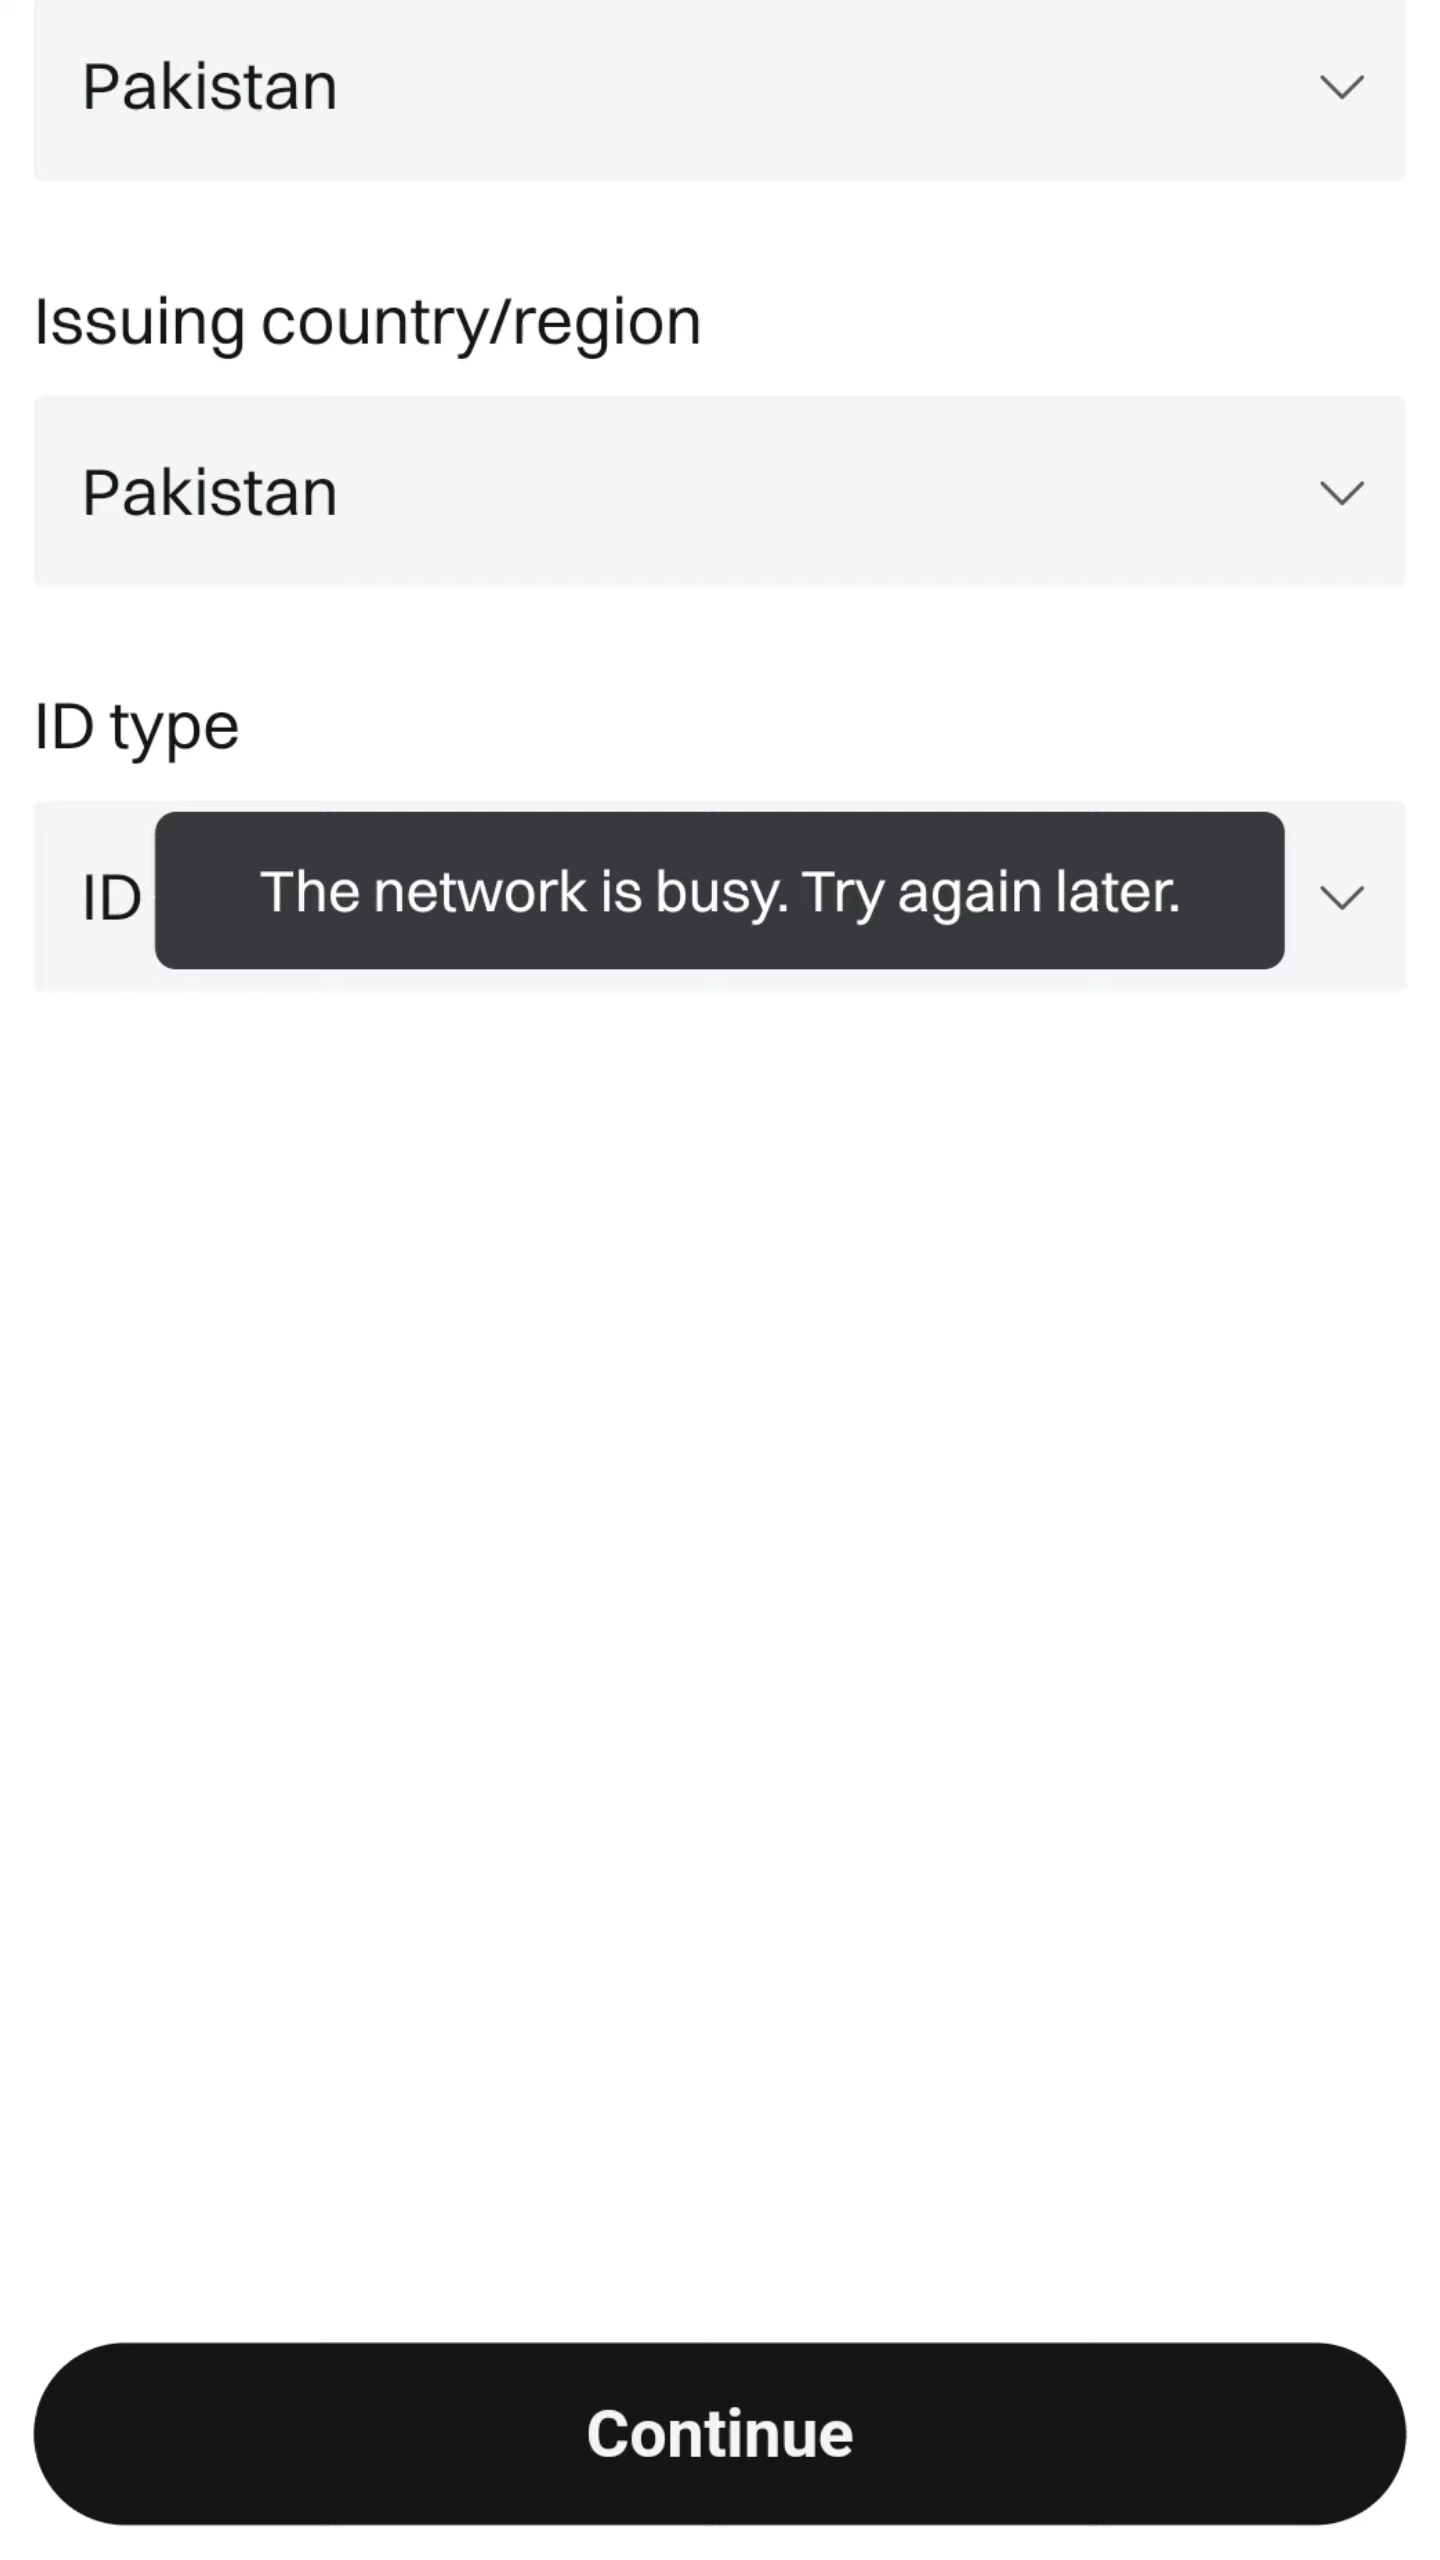 Pakistan
Issuing country/region
Pakistan
ID type
ID
The network is busy. Try again later.
Continue